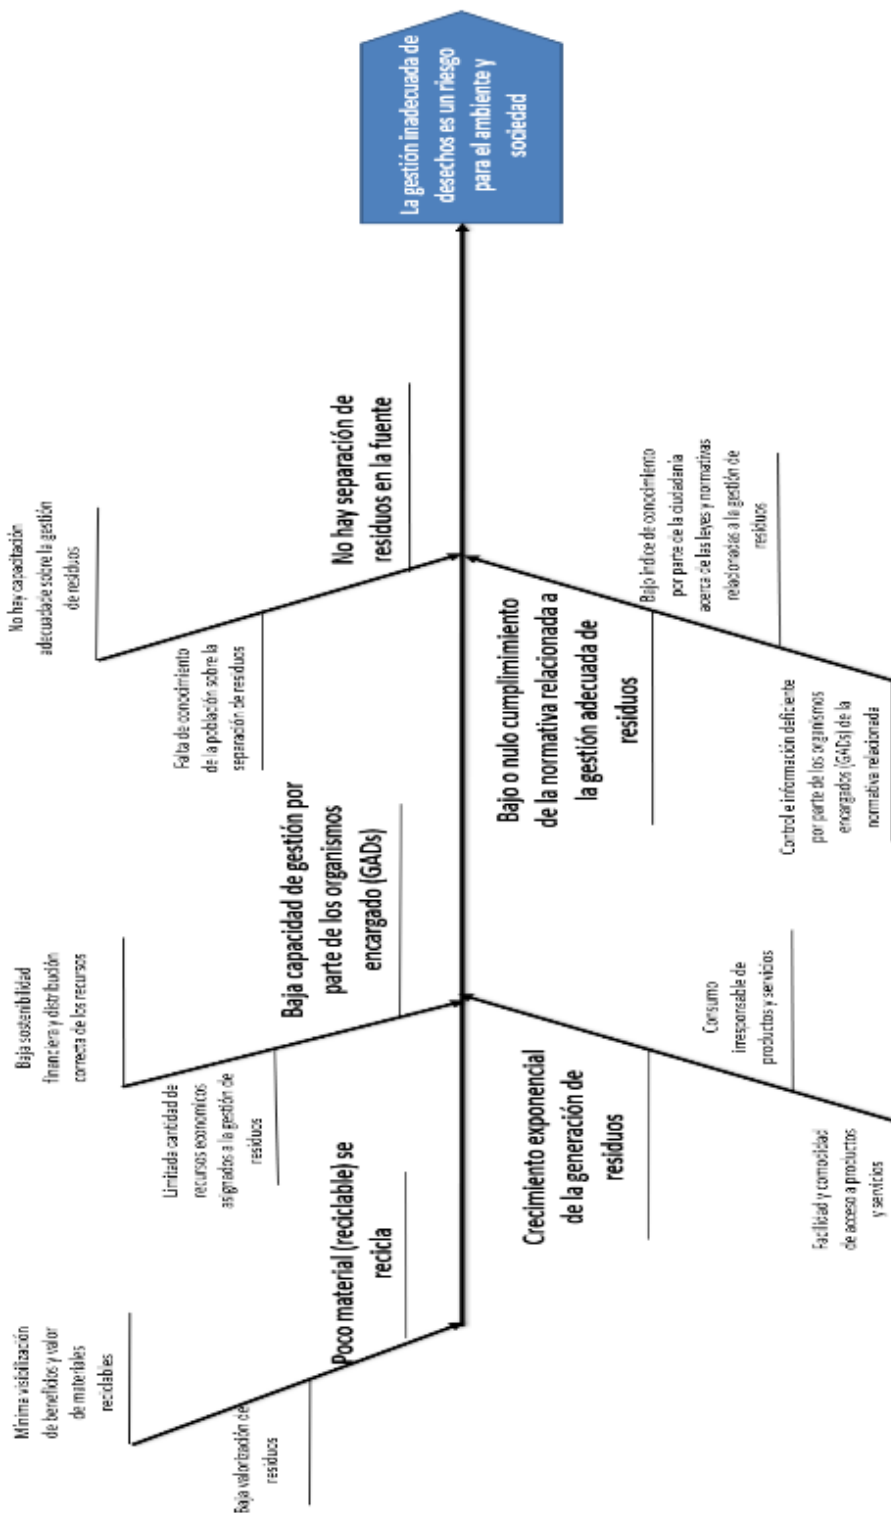 Mínima visibilización
de beneficios y valor
de materiales
reciclables
Baja valorización de
residuos
Poco material (reciclable) se
recicla
Baja sostenibilidad
financiera y distribución
correcta de los recursos
Limitada cantidad de
recursos economicos
asignados a la gestión de
residuos
Baja capacidad de gestión por
parte de los organismos
encargado (GADs)
No hay capacitación
adecuadade sobre la gestión
de residuos
Falta de conocimiento
de la población sobre la
separación de residuos
No hay separación de
residuos en la fuente
Crecimiento exponencial
de la generación de
residuos
Consumo
irresponsable de
productos y servicios
Facilidad y comodidad
de acceso a productos
y servicios
Bajo o nulo cumplimimiento
de la normativa relacionada a
la gestión adecuada de
residuos
Bajo indice de conocimiento
por parte de la ciudadania
acerca de las leyes y normativas
relacionadas a la gestión de
residuos
Control e información deficiente
por parte de los organismos
encargados (GADs) de la
normativa relacionada
La gestión inadecuada de
desechos es un riesgo
para el ambiente y
sociedad